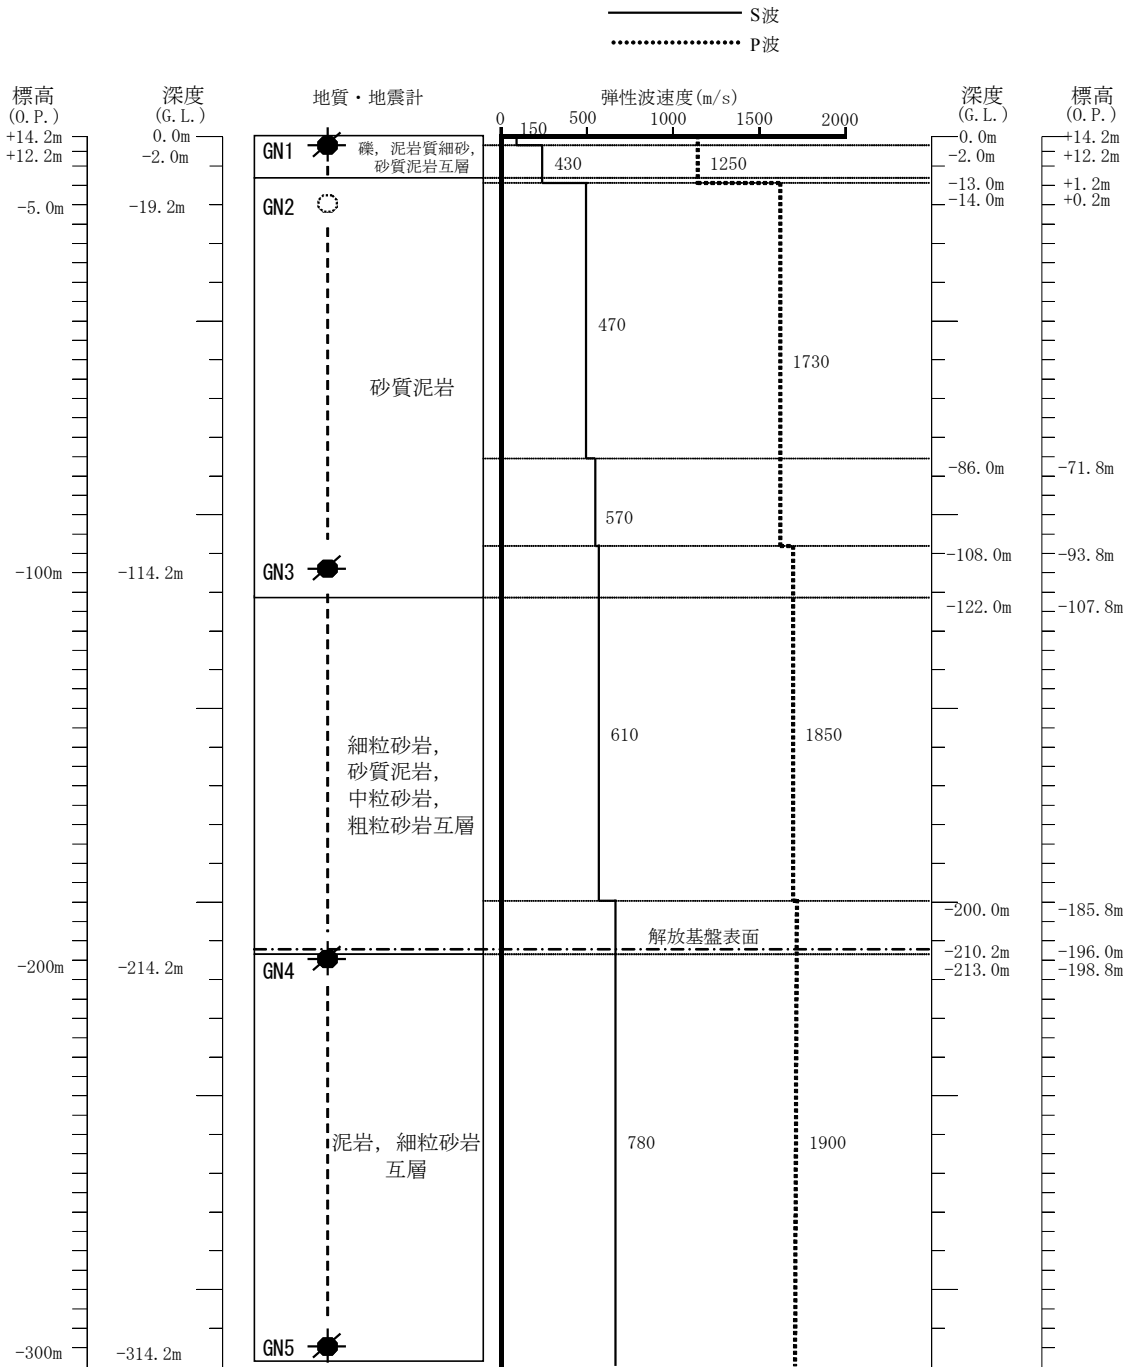 S波
P波
標高 深度 地質・地震計 弾性波速度(m/s) 深度 標高
(O.P.) (G.L.) (G.L.) (O.P.)
0 500 1000 1500 2000
+14.2m 0.0m 150 -0.0m +14.2m
+12.2m -2.0m GN1 礫，泥岩質細砂， 430 1250 -2.0m +12.2m
砂質泥岩互層
-13.0m +1.2m
-5.0m -19.2m GN2 -14.0m +0.2m
470
1730
砂質泥岩
-86.0m -71.8m
570
-108.0m -93.8m
-100m -114.2m GN3
-122.0m -107.8m
610 1850
細粒砂岩，
砂質泥岩，
中粒砂岩，
粗粒砂岩互層
-200.0m -185.8m
解放基盤表面
-210.2m -196.0m
-200m -214.2m GN4 -213.0m -198.8m
泥岩，細粒砂岩 780 1900
互層
-300m -314.2m GN5